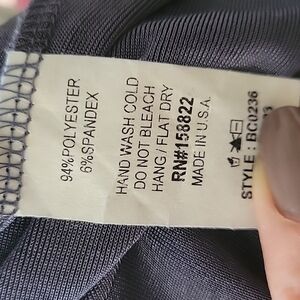 94%POLYESTER
6%SPANDEX
HAND WASH COLD
DO NOT BLEACH
HANG / FLAT DRY
RN#158822
MADE IN U.S.A.
STYLE : BC0236